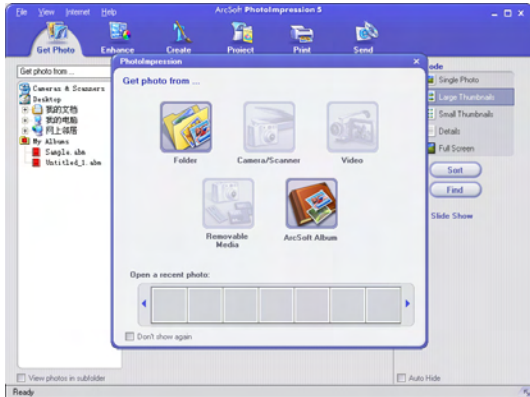 File View Internet Help
ArcSoft PhotoImpression 5
Get Photo Enhance Create Project Print Send
Get photo from ...
Cameras & Scanners
Desktop
我的文档
我的电脑
网上邻居
My Albums
Sample.abm
Untitled_1.abm
View photos in subfolder
Ready
PhotoImpression
Get photo from ...
Folder
Camera/Scanner
Video
Removable
Media
ArcSoft Album
Open a recent photo:
Don't show again
ode
Single Photo
Large Thumbnails
Small Thumbnails
Details
Full Screen
Sort
Find
Slide Show
Auto Hide